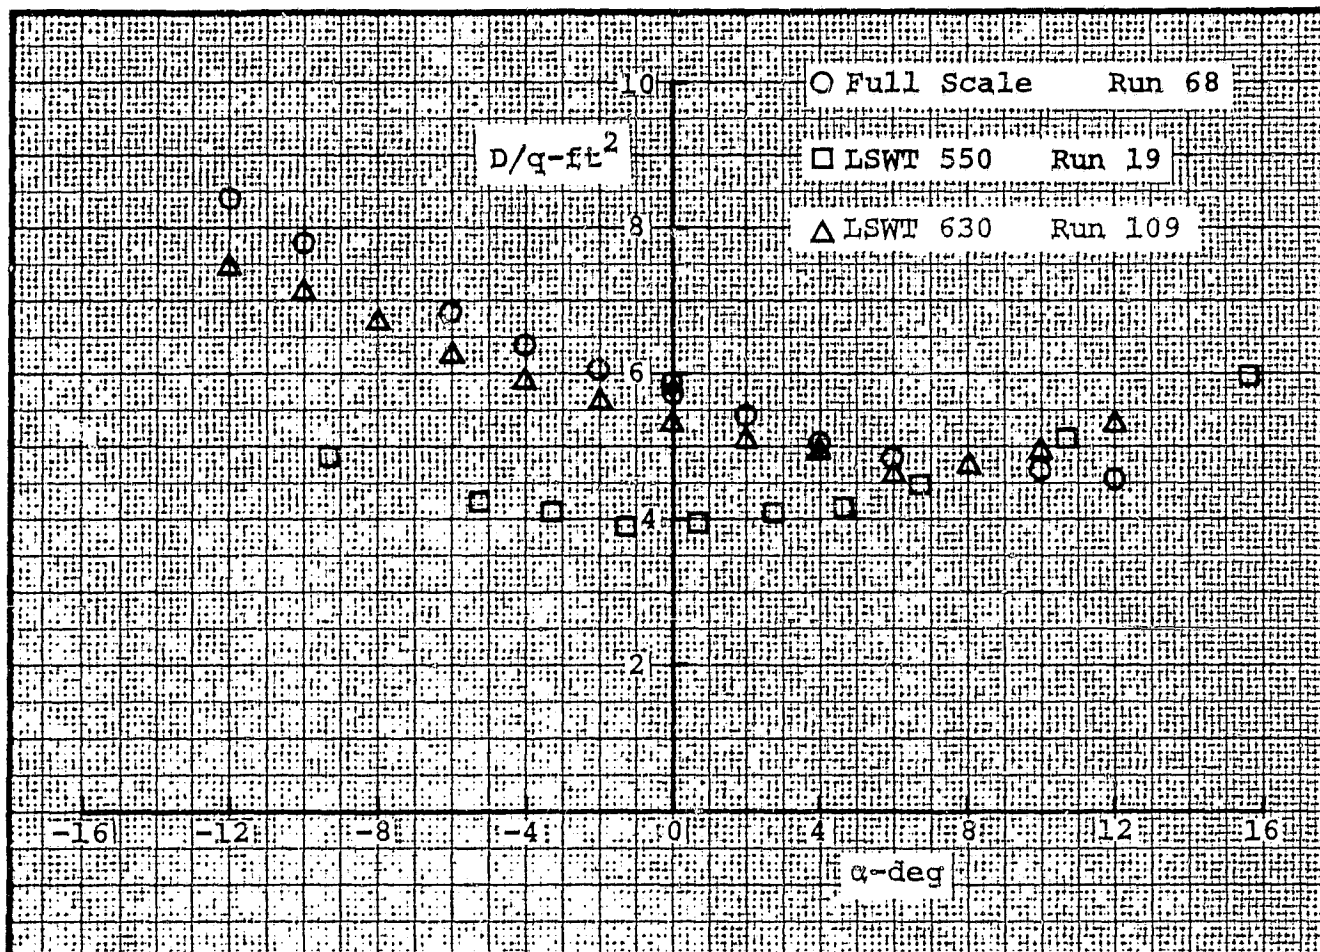 10
○ Full Scale Run 68
D/q-ft²
□ LSWT 550 Run 19
8
△ LSWT 630 Run 109
6
4
2
-16 -12 -8 -4 0 4 8 12 16
α-deg